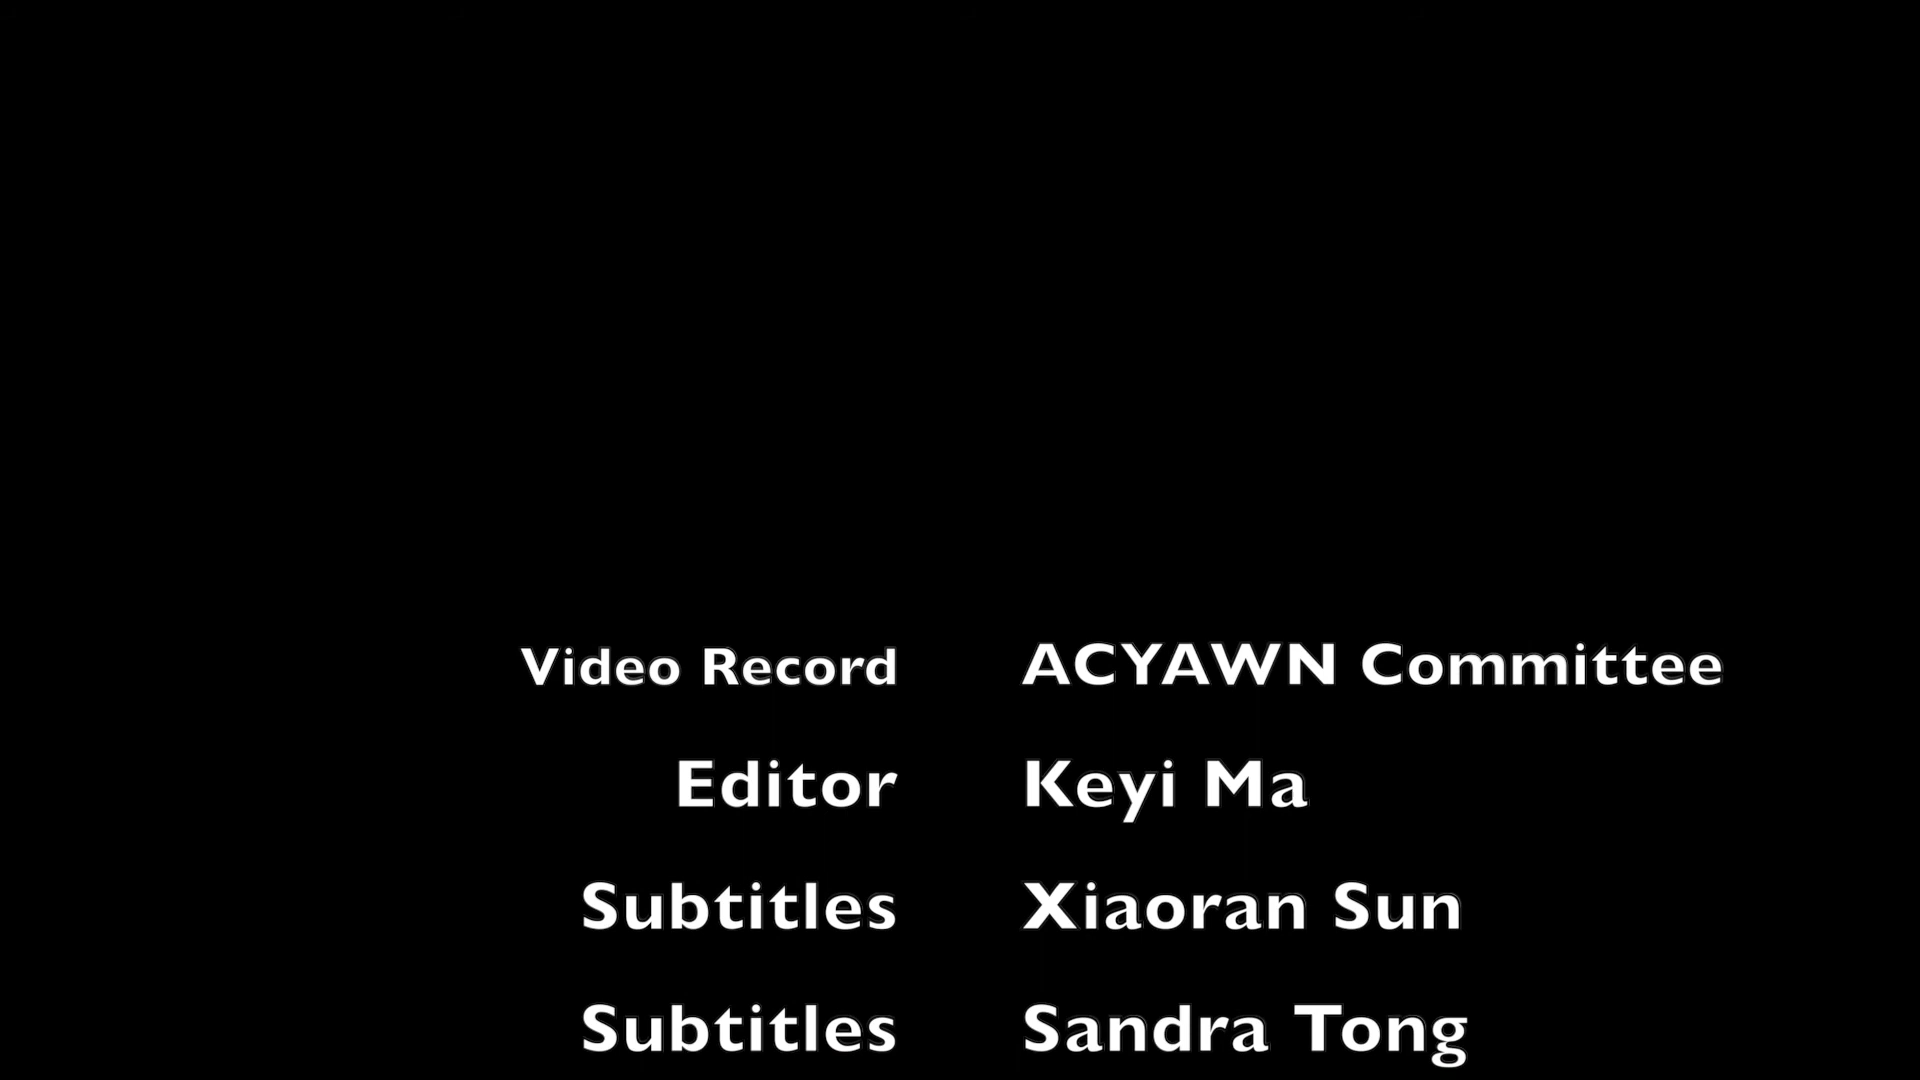 Video Record ACYAWN Committee
Editor Keyi Ma
Subtitles Xiaoran Sun
Subtitles Sandra Tong